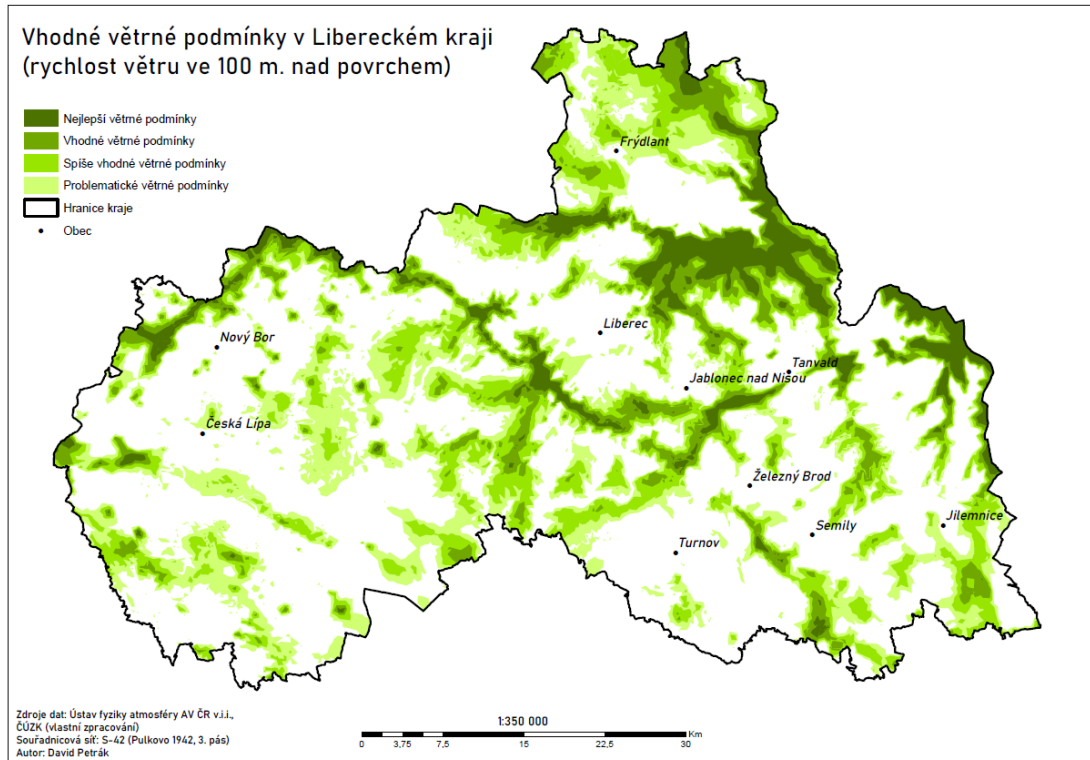 Vhodné větrné podmínky v Libereckém kraji
(rychlost větru ve 100 m. nad povrchem)
Nejlepší větrné podmínky
Vhodné větrné podmínky
Spíše vhodné větrné podmínky
Problematické větrné podmínky
Hranice kraje
Obec
Frýdlant
Liberec
Nový Bor
Tanvald
Jablonec nad Nisou
Česká Lípa
Železný Brod
Jilemnice
Semily
Turnov
Zdroje dat: Ústav fyziky atmosféry AV ČR v.i.i.,
ČÚZK (vlastní zpracování)
Souřadnicová síť: S-42 (Pulkovo 1942, 3. pás)
Autor: David Petrák
1:350 000
Km
0 3,75 7,5 15 22,5 30